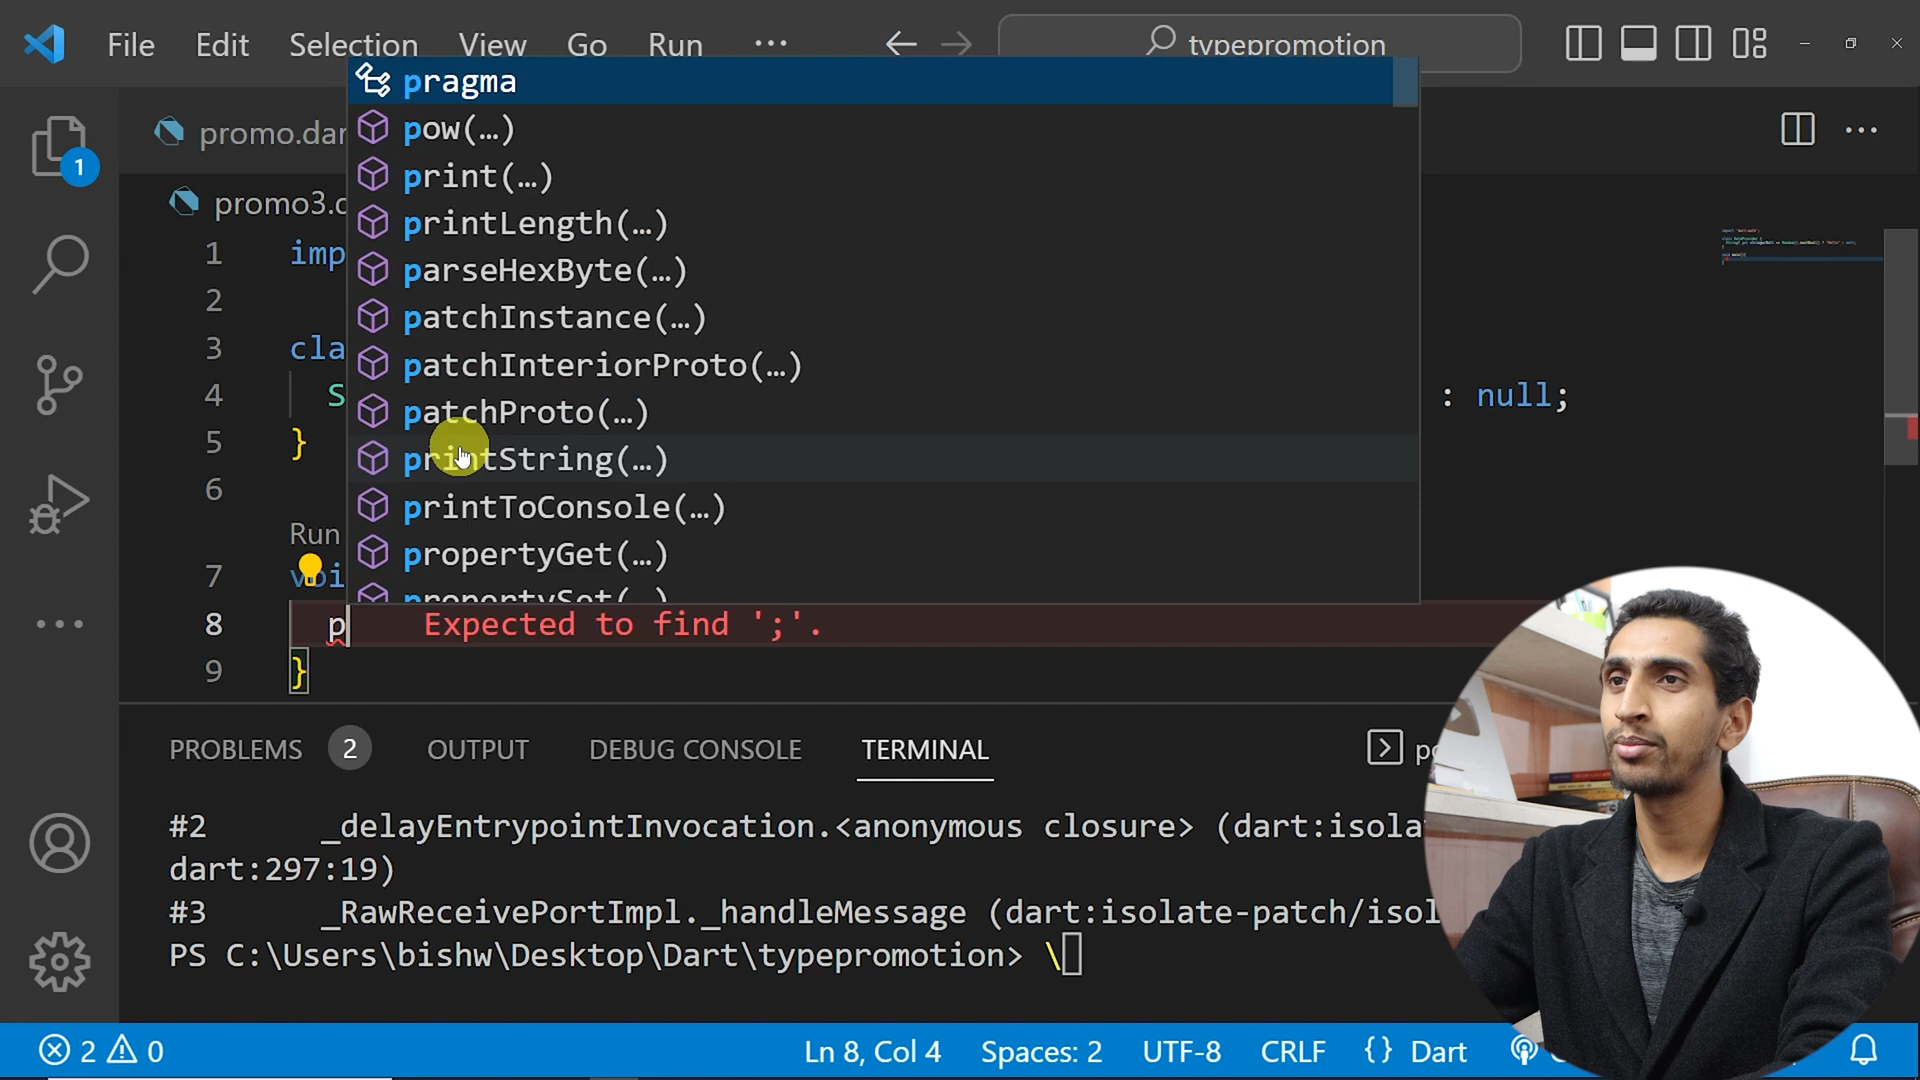 File Edit Selection View Go Run ··· typepromotion
pragma
pow(…)
print(…)
printLength(…)
parseHexByte(…)
patchInstance(…)
patchInteriorProto(…)
patchProto(…)
printString(…)
printToConsole(…)
propertyGet(…)
propertySet(…)
1
promo.dar
promo3.d
1 imp
2
3 cla
4 S : null;
5 }
6
Run
7 voi
8 p Expected to find ';'.
9 }
PROBLEMS 2 OUTPUT DEBUG CONSOLE TERMINAL
#2 _delayEntrypointInvocation.<anonymous closure> (dart:isola
dart:297:19)
#3 _RawReceivePortImpl._handleMessage (dart:isolate-patch/isol
PS C:\Users\bishw\Desktop\Dart\typepromotion> \
2 0 Ln 8, Col 4 Spaces: 2 UTF-8 CRLF {} Dart